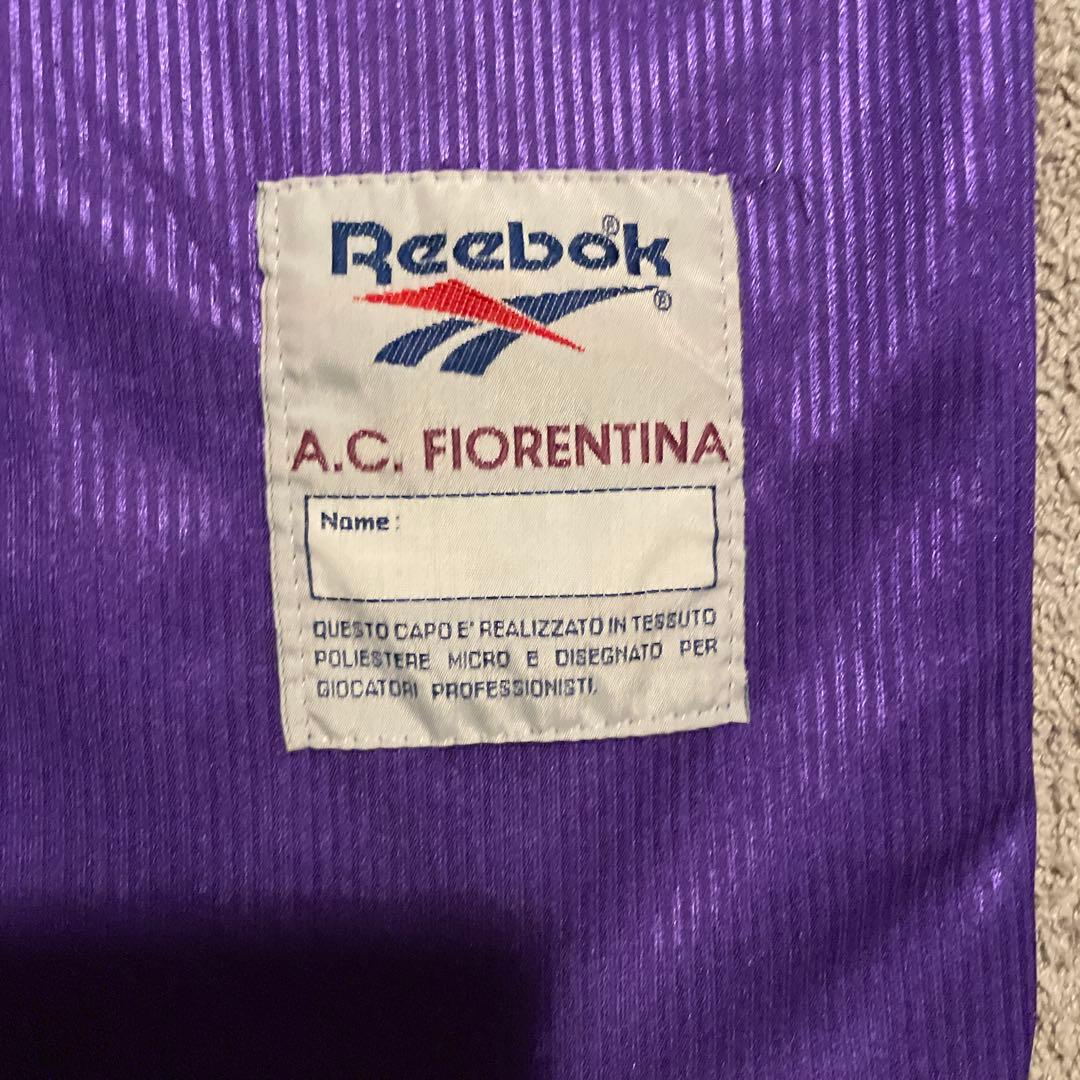 Reebok®
®
A.C. FIORENTINA
Name:
QUESTO CAPO E' REALIZZATO IN TESSUTO
POLIESTERE MICRO E DISEGNATO PER
GIOCATORI PROFESSIONISTI.